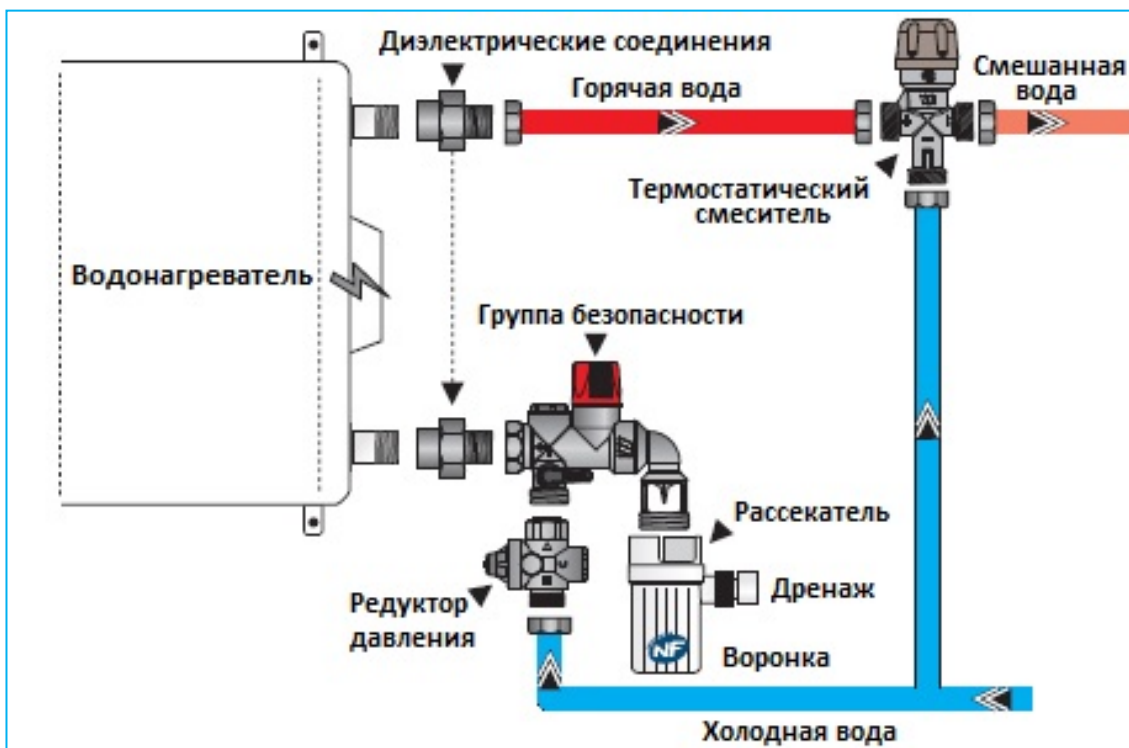 Диэлектрические соединения
Горячая вода
Смешанная
вода
Термостатический
смеситель
Водонагреватель
Группа безопасности
Рассекатель
Редуктор
давления
Дренаж
NF
Воронка
Холодная вода